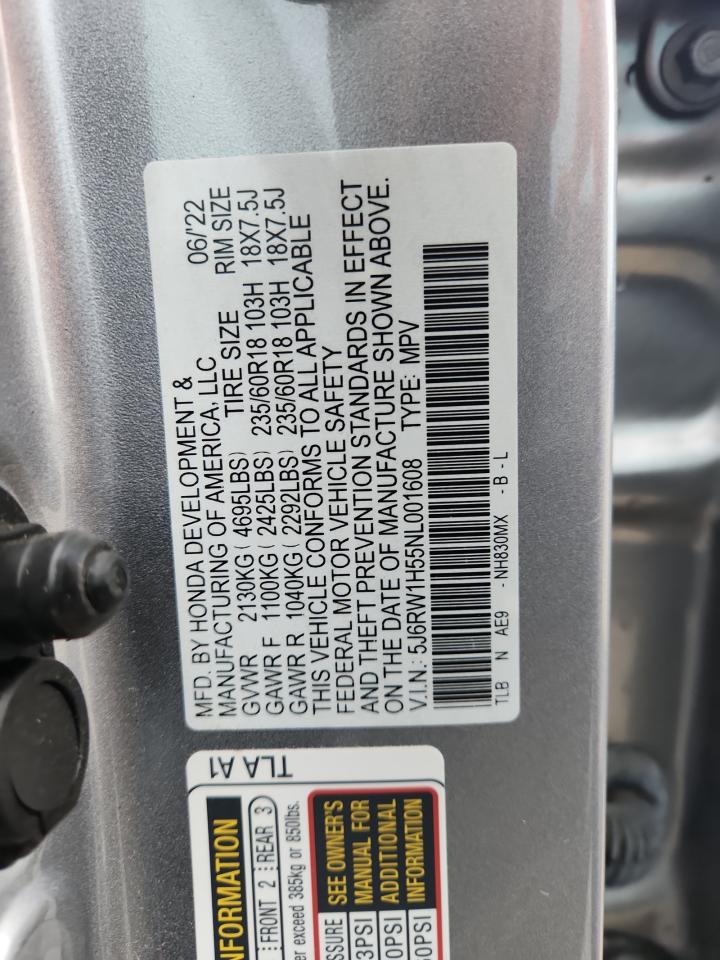 MFD. BY HONDA DEVELOPMENT &
MANUFACTURING OF AMERICA, LLC 06/'22
GVWR 2130KG ( 4695LBS) TIRE SIZE RIM SIZE
GAWR F 1100KG ( 2425LBS) 235/60R18 103H 18X7.5J
GAWR R 1040KG ( 2292LBS) 235/60R18 103H 18X7.5J
THIS VEHICLE CONFORMS TO ALL APPLICABLE
FEDERAL MOTOR VEHICLE SAFETY
AND THEFT PREVENTION STANDARDS IN EFFECT
ON THE DATE OF MANUFACTURE SHOWN ABOVE.
V.I.N.: 5J6RW1H55NL001608 TYPE: MPV
TLB N AE9 -NH830MX -B-L
TLA A1
FRONT 2 REAR 3
exceed 385kg or 850lbs.
SEE OWNER'S
MANUAL FOR
ADDITIONAL
INFORMATION